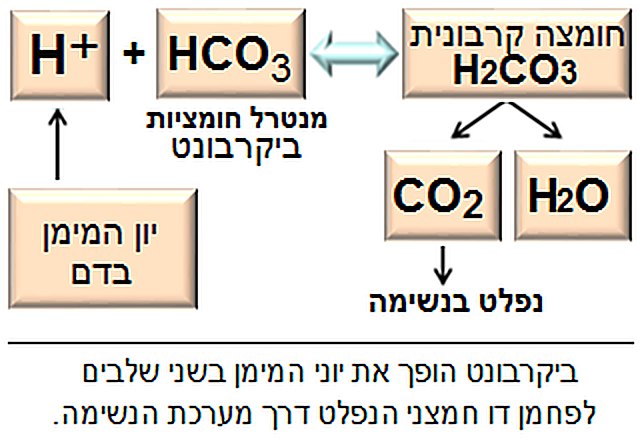 H+ + HCO3
חומצה קרבונית
H2CO3
מנטרל חומציות
ביקרבונט
CO2
H2O
יון המימן
בדם
נפלט בנשימה
ביקרבונט הופך את יוני המימן בשני שלבים
לפחמן דו חמצני הנפלט דרך מערכת הנשימה.